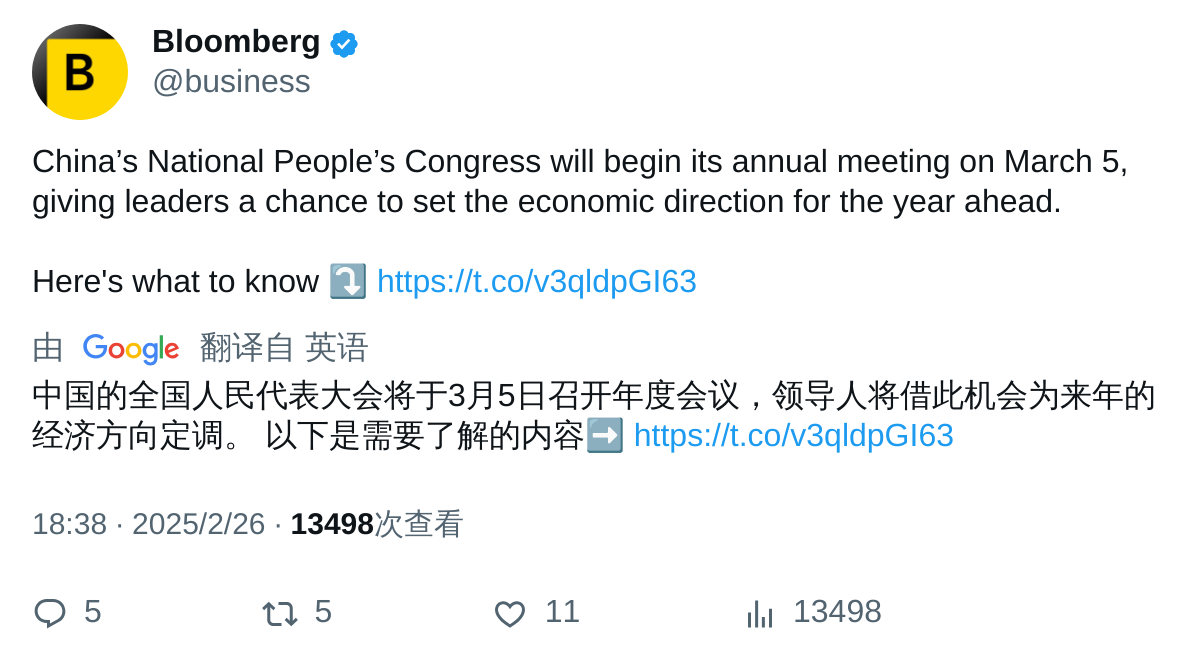 B
Bloomberg
@business
China’s National People’s Congress will begin its annual meeting on March 5,
giving leaders a chance to set the economic direction for the year ahead.
Here's what to know ⤵️ https://t.co/v3qldpGI63
由 Google 翻译自 英语
中国的全国人民代表大会将于3月5日召开年度会议，领导人将借此机会为来年的
经济方向定调。 以下是需要了解的内容➡️ https://t.co/v3qldpGI63
18:38 · 2025/2/26 · 13498次查看
5 5 11 13498